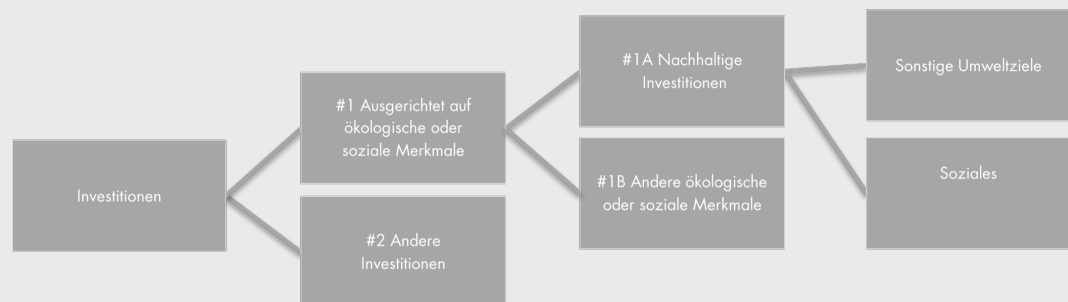 Investitionen
#1 Ausgerichtet auf
ökologische oder
soziale Merkmale
#2 Andere
Investitionen
#1A Nachhaltige
Investitionen
#1B Andere ökologische
oder soziale Merkmale
Sonstige Umweltziele
Soziales